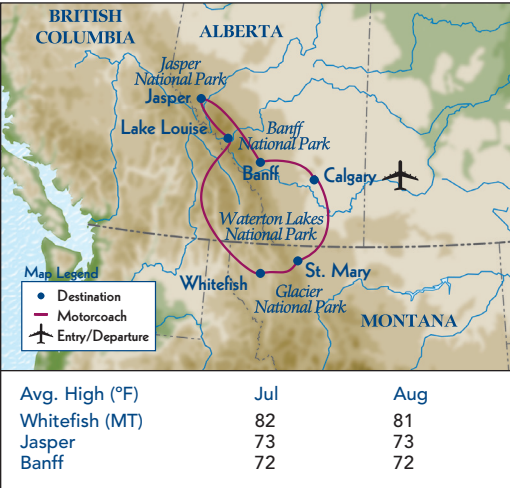 BRITISH
COLUMBIA
ALBERTA
Jasper
National Park
Jasper
Lake Louise
Banff
National Park
Banff
Calgary
Waterton Lakes
National Park
St. Mary
Whitefish
Glacier
National Park
MONTANA
Map Legend
Destination
Motorcoach
Entry/Departure
Avg. High (ºF) Jul Aug
Whitefish (MT) 82 81
Jasper 73 73
Banff 72 72